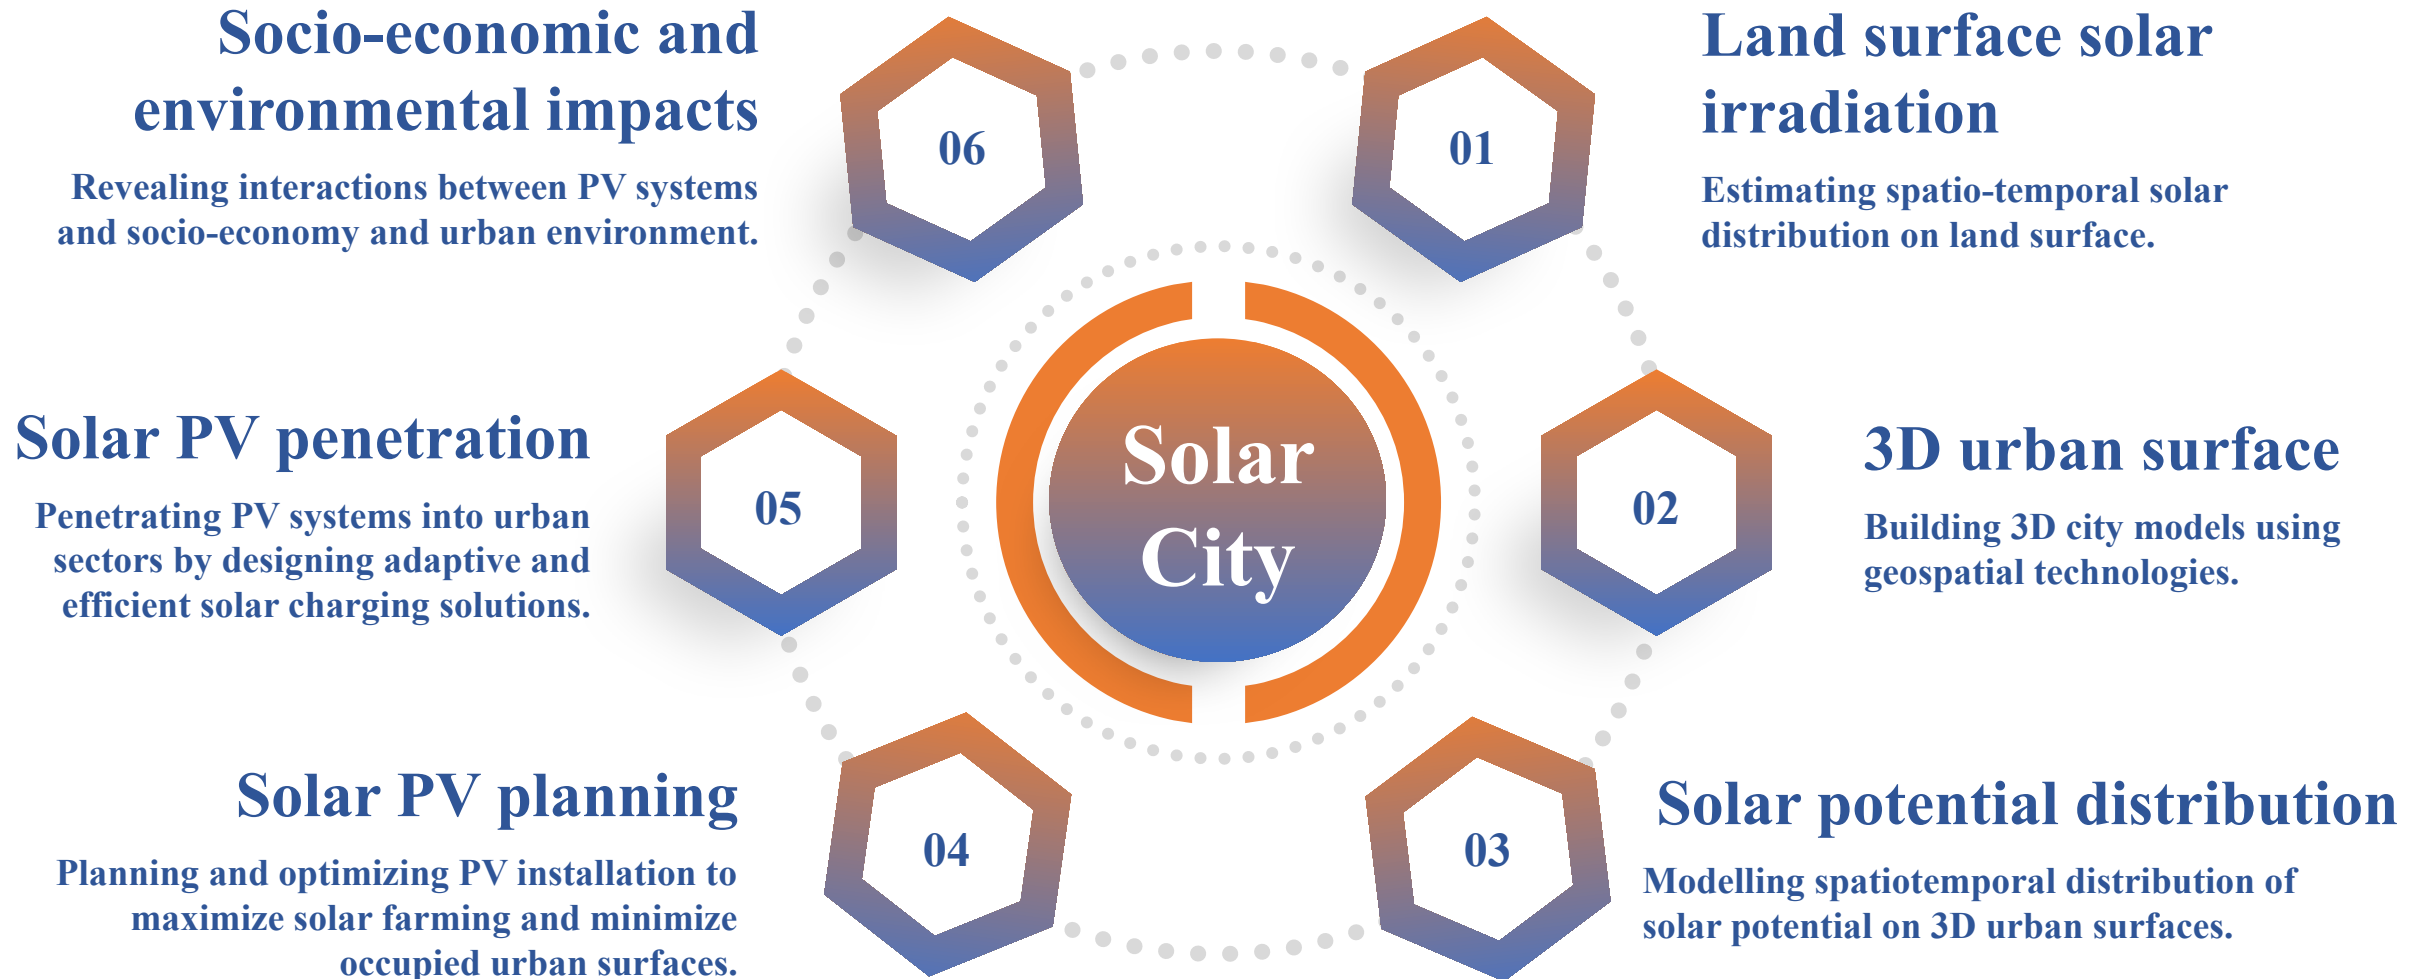 Land surface solar
irradiation
Estimating spatio-temporal solar
distribution on land surface.
01
3D urban surface
Building 3D city models using
geospatial technologies.
02
Solar potential distribution
Modelling spatiotemporal distribution of
solar potential on 3D urban surfaces.
03
Solar PV planning
Planning and optimizing PV installation to
maximize solar farming and minimize
occupied urban surfaces.
04
Solar PV penetration
Penetrating PV systems into urban
sectors by designing adaptive and
efficient solar charging solutions.
05
Socio-economic and
environmental impacts
Revealing interactions between PV systems
and socio-economy and urban environment.
06
Solar
City